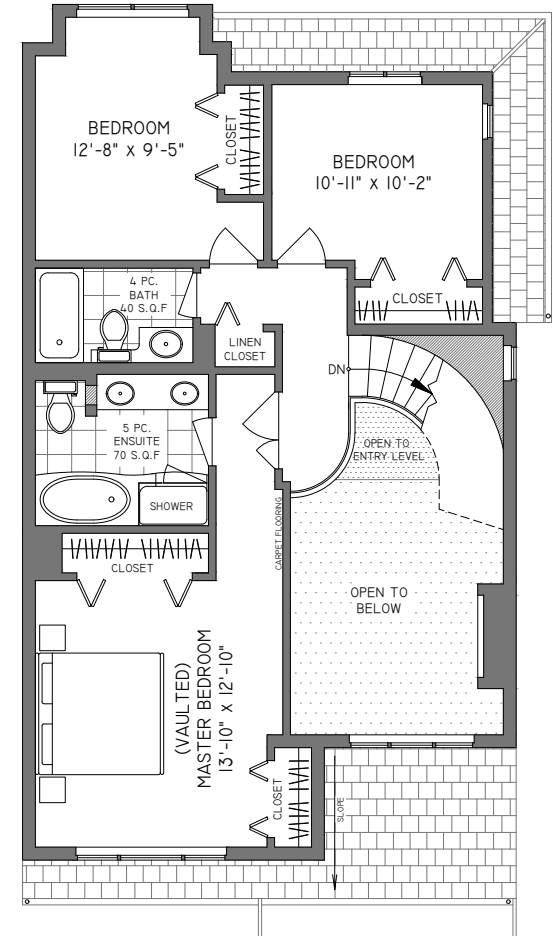 BEDROOM
12'-8" X 9'-5"
CLOSET
BEDROOM
10'-11" X 10'-2"
CLOSET
4 PC.
BATH
40 S.Q.F
LINEN
CLOSET
DN
5 PC.
ENSUITE
70 S.Q.F
OPEN TO
ENTRY LEVEL
SHOWER
CARPET FLOORING
CLOSET
OPEN TO
BELOW
(VAULTED)
MASTER BEDROOM
13'-10" X 12'-10"
CLOSET
SLOPE